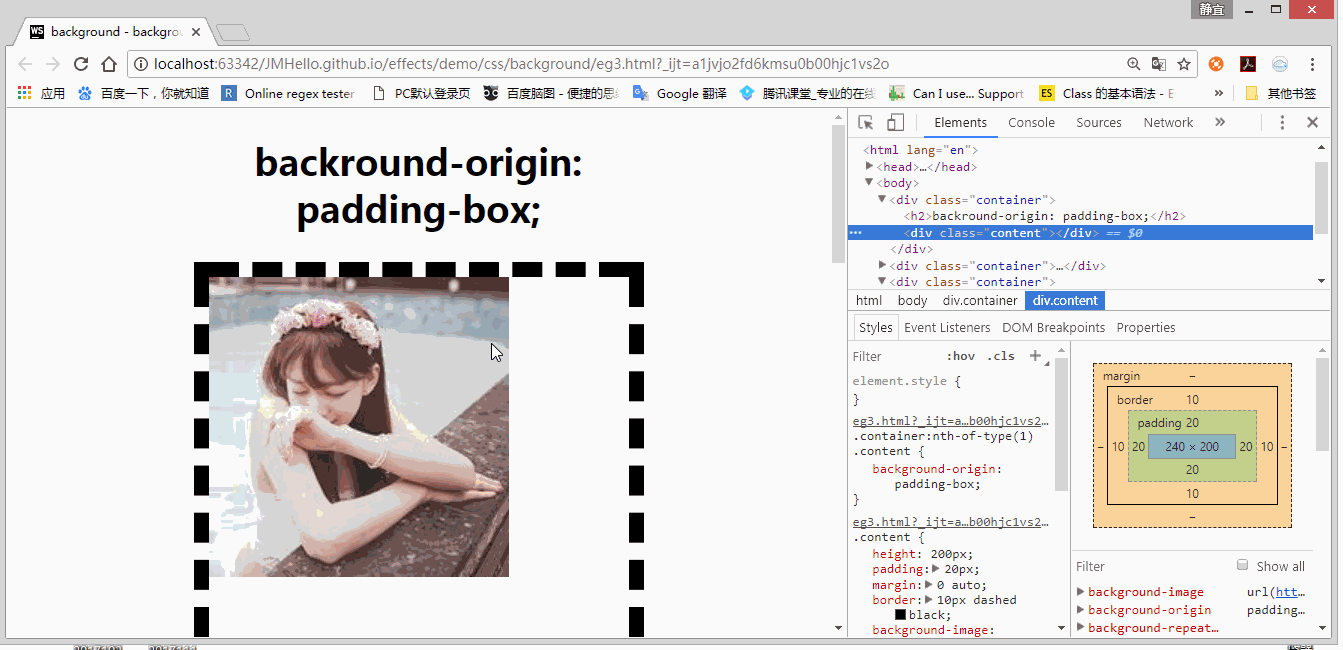 静宜
WS background - backgrou
localhost:63342/JMHello.github.io/effects/demo/css/background/eg3.html?_ijt=a1jvjo2fd6kmsu0b00hjc1vs2o
应用 百度一下，你就知道 R Online regex tester PC默认登录页 百度脑图 - 便捷的思 Google 翻译 腾讯课堂_专业的在线 Can I use... Support ES Class 的基本语法 - E » 其他书签
backround-origin:
padding-box;
Elements Console Sources Network »
<html lang="en">
<head>…</head>
<body>
<div class="container">
<h2>backround-origin: padding-box;</h2>
<div class="content"></div> == $0
</div>
<div class="container">…</div>
<div class="container">
html body div.container div.content
Styles Event Listeners DOM Breakpoints Properties
Filter :hov .cls +
element.style {
}
eg3.html?_ijt=a…b00hjc1vs2…
.container:nth-of-type(1)
.content {
background-origin:
padding-box;
}
eg3.html?_ijt=a…b00hjc1vs2…
.content {
height: 200px;
padding: 20px;
margin: 0 auto;
border: 10px dashed
black;
background-image:
margin –
border 10
padding 20
– 10 20 240 × 200 20 10 –
20
10
–
Filter Show all
background-image url(htt…
background-origin padding…
background-repeat…